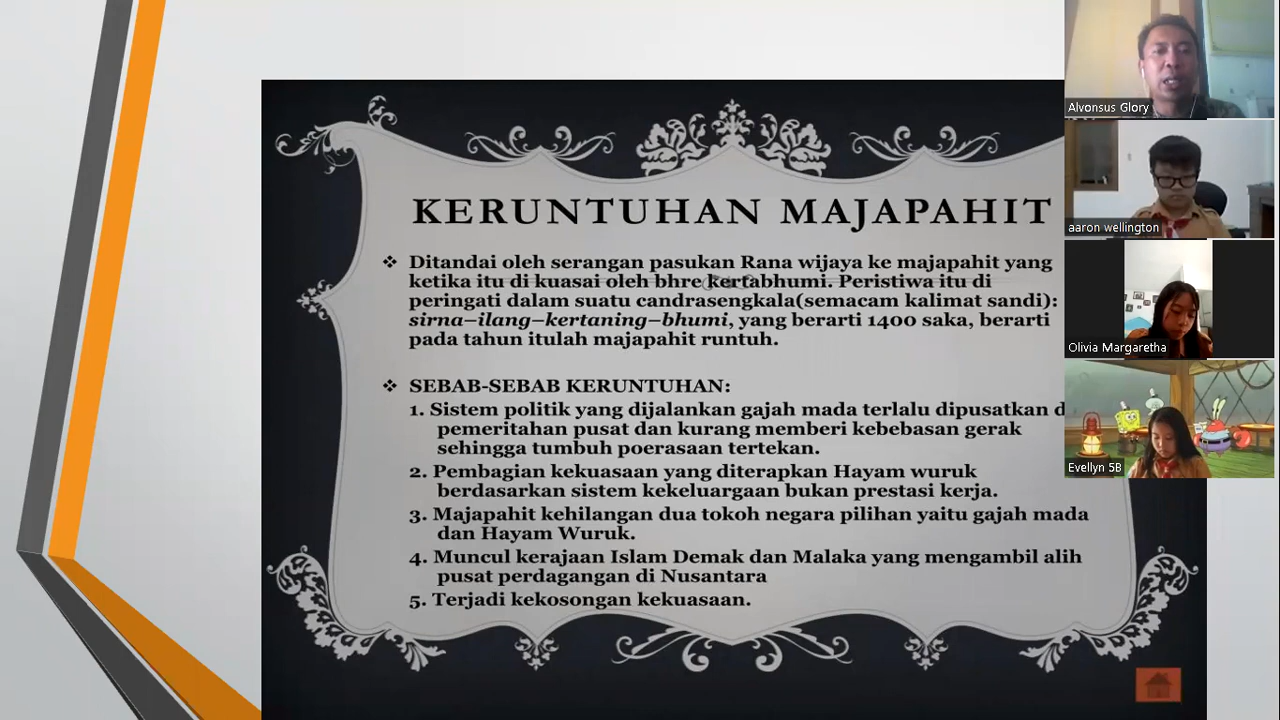 KERUNTUHAN MAJAPAHIT
❖ Ditandai oleh serangan pasukan Rana wijaya ke majapahit yang
ketika itu di kuasai oleh bhre kertabhumi. Peristiwa itu di
peringati dalam suatu candrasengkala(semacam kalimat sandi):
sirna–ilang–kertaning–bhumi, yang berarti 1400 saka, berarti
pada tahun itulah majapahit runtuh.
❖ SEBAB-SEBAB KERUNTUHAN:
1. Sistem politik yang dijalankan gajah mada terlalu dipusatkan
pemeritahan pusat dan kurang memberi kebebasan gerak
sehingga tumbuh poerasaan tertekan.
2. Pembagian kekuasaan yang diterapkan Hayam wuruk
berdasarkan sistem kekeluargaan bukan prestasi kerja.
3. Majapahit kehilangan dua tokoh negara pilihan yaitu gajah mada
dan Hayam Wuruk.
4. Muncul kerajaan Islam Demak dan Malaka yang mengambil alih
pusat perdagangan di Nusantara
5. Terjadi kekosongan kekuasaan.
Alvonsus Glory
aaron wellington
Olivia Margaretha
Evellyn 5B